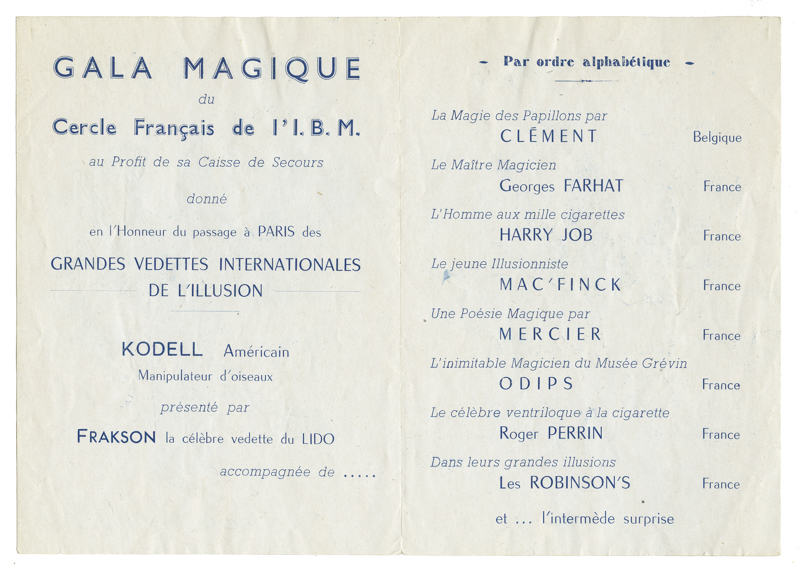 GALA MAGIQUE
du
Cercle Français de l'I. B. M.
au Profit de sa Caisse de Secours
donné
en l'Honneur du passage à PARIS des
GRANDES VEDETTES INTERNATIONALES
DE L'ILLUSION
KODELL Américain
Manipulateur d'oiseaux
présenté par
FRAKSON la célèbre vedette du LIDO
accompagnée de .....
- Par ordre alphabétique -
La Magie des Papillons par
CLÉMENT Belgique
Le Maître Magicien
Georges FARHAT France
L'Homme aux mille cigarettes
HARRY JOB France
Le jeune Illusionniste
MAC'FINCK France
Une Poésie Magique par
MERCIER France
L'inimitable Magicien du Musée Grévin
ODIPS France
Le célèbre ventriloque à la cigarette
Roger PERRIN France
Dans leurs grandes illusions
Les ROBINSON'S France
et ... l'intermède surprise